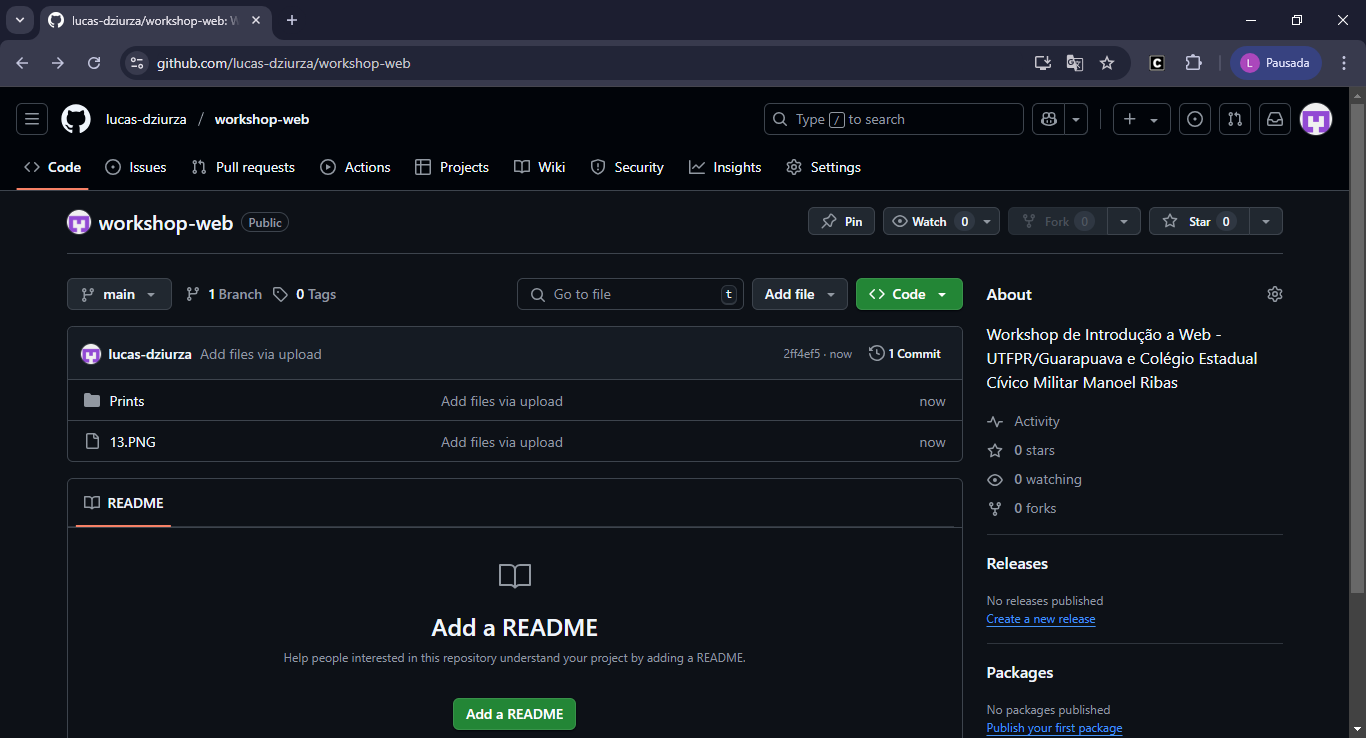 lucas-dziurza/workshop-web: W
github.com/lucas-dziurza/workshop-web
L Pausada
lucas-dziurza / workshop-web
Type / to search
Code Issues Pull requests Actions Projects Wiki Security Insights Settings
workshop-web Public
Pin Watch 0 Fork 0 Star 0
main 1 Branch 0 Tags
Go to file t
Add file
Code
lucas-dziurza Add files via upload 2ff4ef5 · now 1 Commit
Prints Add files via upload now
13.PNG Add files via upload now
README
Add a README
Help people interested in this repository understand your project by adding a README.
Add a README
About
Workshop de Introdução a Web -
UTFPR/Guarapuava e Colégio Estadual
Cívico Militar Manoel Ribas
Activity
0 stars
0 watching
0 forks
Releases
No releases published
Create a new release
Packages
No packages published
Publish your first package